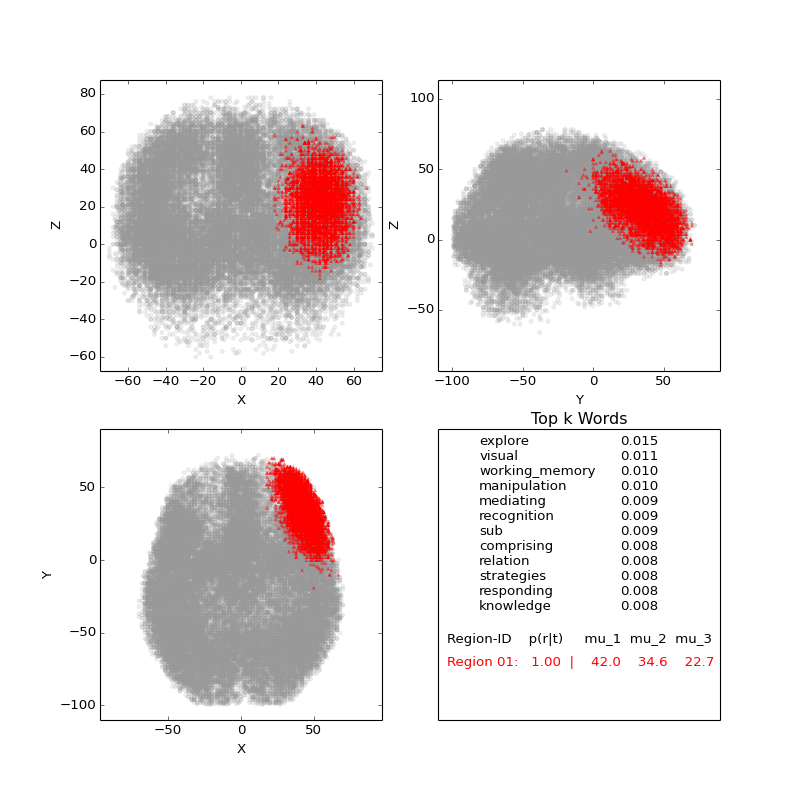 80
60
40
20
0
−20
−40
−60
Z
−60
−40
−20
0
20
40
60
X
100
50
0
−50
Z
−100
−50
0
50
Y
50
0
−50
−100
Y
−50
0
50
X
Top k Words
explore 0.015
visual 0.011
working_memory 0.010
manipulation 0.010
mediating 0.009
recognition 0.009
sub 0.009
comprising 0.008
relation 0.008
strategies 0.008
responding 0.008
knowledge 0.008
Region-ID p(r|t) mu_1 mu_2 mu_3
Region 01: 1.00 | 42.0 34.6 22.7